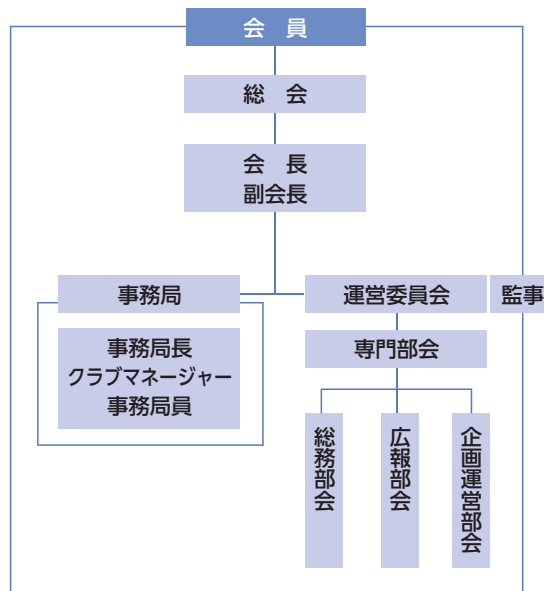 会　員
総　会
会　長
副会長
事務局
運営委員会
監事
事務局長
クラブマネージャー
事務局員
専門部会
総務部会
広報部会
企画運営部会